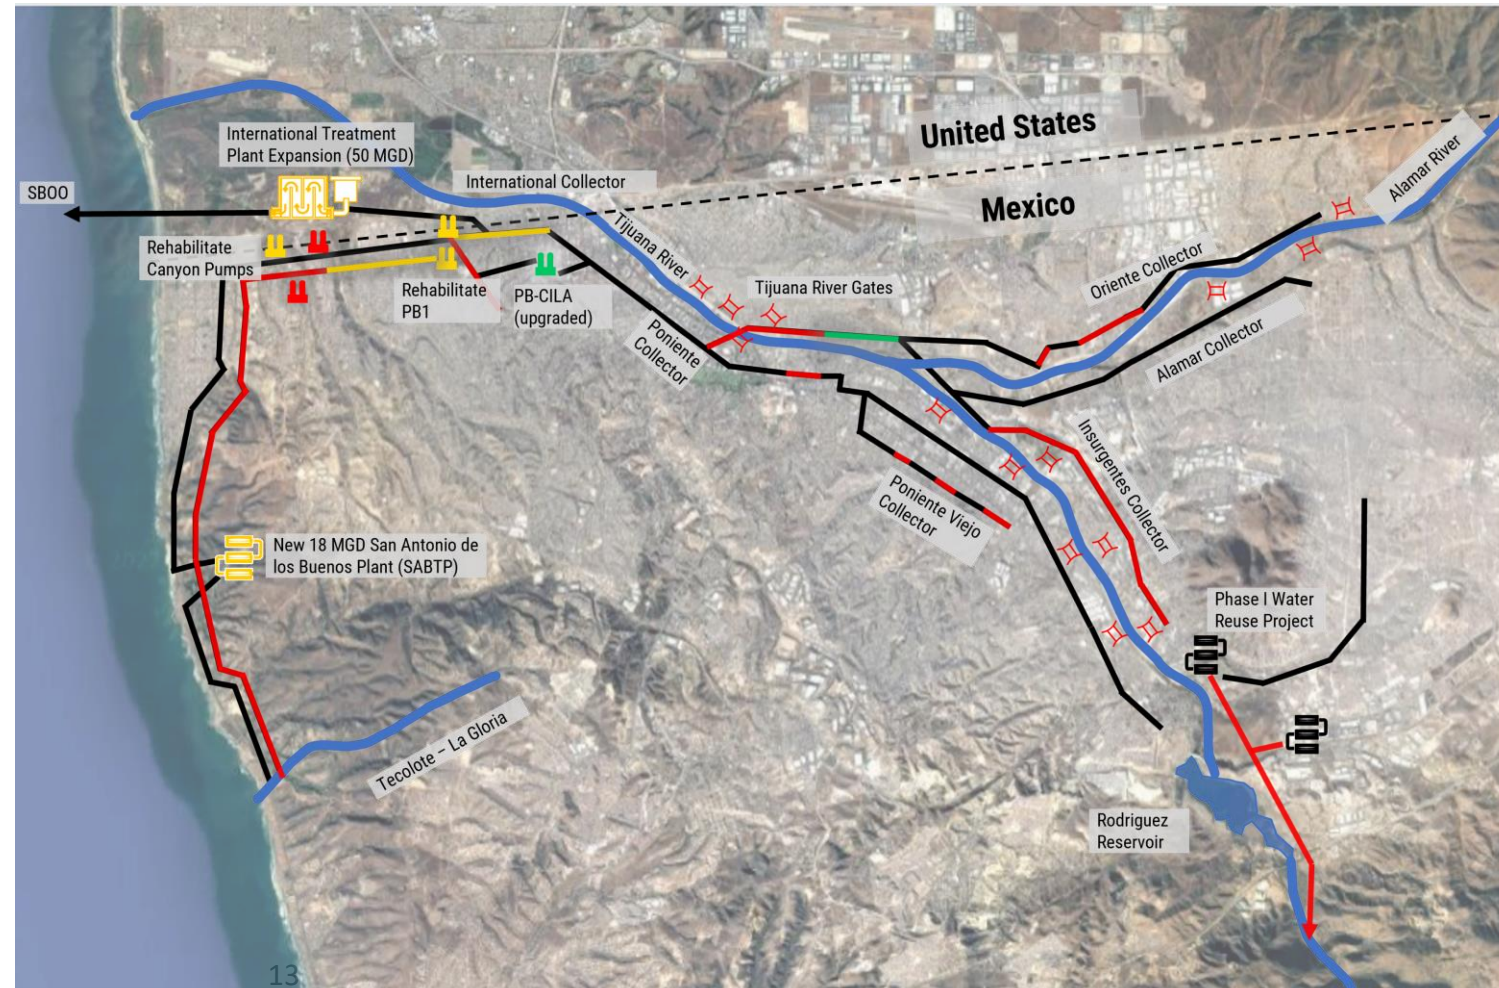 United States
Mexico
International Treatment
Plant Expansion (50 MGD)
SBOO
International Collector
Alamar River
Rehabilitate
Canyon Pumps
Tijuana River
Oriente Collector
Rehabilitate
PB1
PB-CILA
(upgraded)
Tijuana River Gates
Poniente
Collector
Alamar Collector
Insurgentes Collector
Poniente Viejo
Collector
New 18 MGD San Antonio de
los Buenos Plant (SABTP)
Phase I Water
Reuse Project
Tecolote – La Gloria
Rodriguez
Reservoir
13